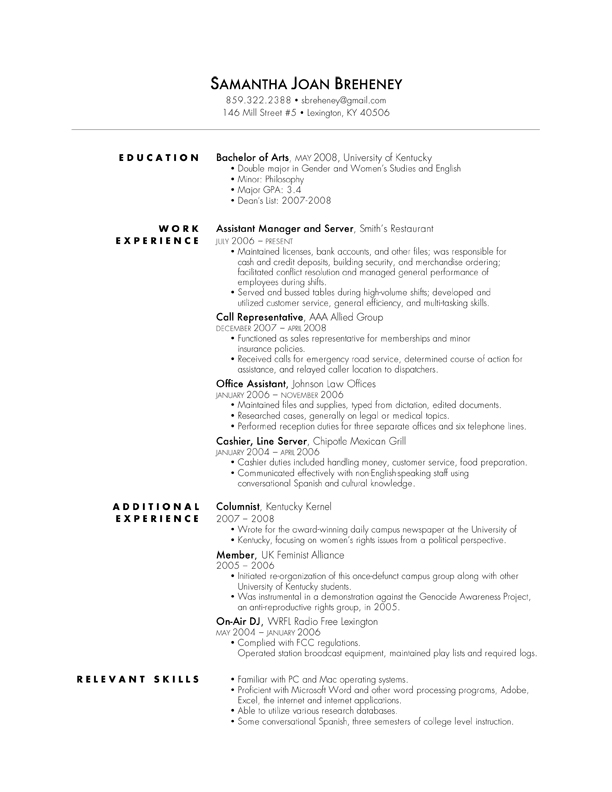 SAMANTHA JOAN BREHENEY
859.322.2388 • sbreheney@gmail.com
146 Mill Street #5 • Lexington, KY 40506
EDUCATION
Bachelor of Arts, MAY 2008, University of Kentucky
• Double major in Gender and Women's Studies and English
• Minor: Philosophy
• Major GPA: 3.4
• Dean's List: 2007-2008
WORK
EXPERIENCE
Assistant Manager and Server, Smith's Restaurant
JULY 2006 – PRESENT
• Maintained licenses, bank accounts, and other files; was responsible for
cash and credit deposits, building security, and merchandise ordering;
facilitated conflict resolution and managed general performance of
employees during shifts.
• Served and bussed tables during high-volume shifts; developed and
utilized customer service, general efficiency, and multi-tasking skills.
Call Representative, AAA Allied Group
DECEMBER 2007 – APRIL 2008
• Functioned as sales representative for memberships and minor
insurance policies.
• Received calls for emergency road service, determined course of action for
assistance, and relayed caller location to dispatchers.
Office Assistant, Johnson Law Offices
JANUARY 2006 – NOVEMBER 2006
• Maintained files and supplies, typed from dictation, edited documents.
• Researched cases, generally on legal or medical topics.
• Performed reception duties for three separate offices and six telephone lines.
Cashier, Line Server, Chipotle Mexican Grill
JANUARY 2004 – APRIL 2006
• Cashier duties included handling money, customer service, food preparation.
• Communicated effectively with non-English-speaking staff using
conversational Spanish and cultural knowledge.
ADDITIONAL
EXPERIENCE
Columnist, Kentucky Kernel
2007 – 2008
• Wrote for the award-winning daily campus newspaper at the University of
• Kentucky, focusing on women's rights issues from a political perspective.
Member, UK Feminist Alliance
2005 – 2006
• Initiated re-organization of this once-defunct campus group along with other
University of Kentucky students.
• Was instrumental in a demonstration against the Genocide Awareness Project,
an anti-reproductive rights group, in 2005.
On-Air DJ, WRFL Radio Free Lexington
MAY 2004 – JANUARY 2006
• Complied with FCC regulations.
Operated station broadcast equipment, maintained play lists and required logs.
RELEVANT SKILLS
• Familiar with PC and Mac operating systems.
• Proficient with Microsoft Word and other word processing programs, Adobe,
Excel, the internet and internet applications.
• Able to utilize various research databases.
• Some conversational Spanish, three semesters of college level instruction.